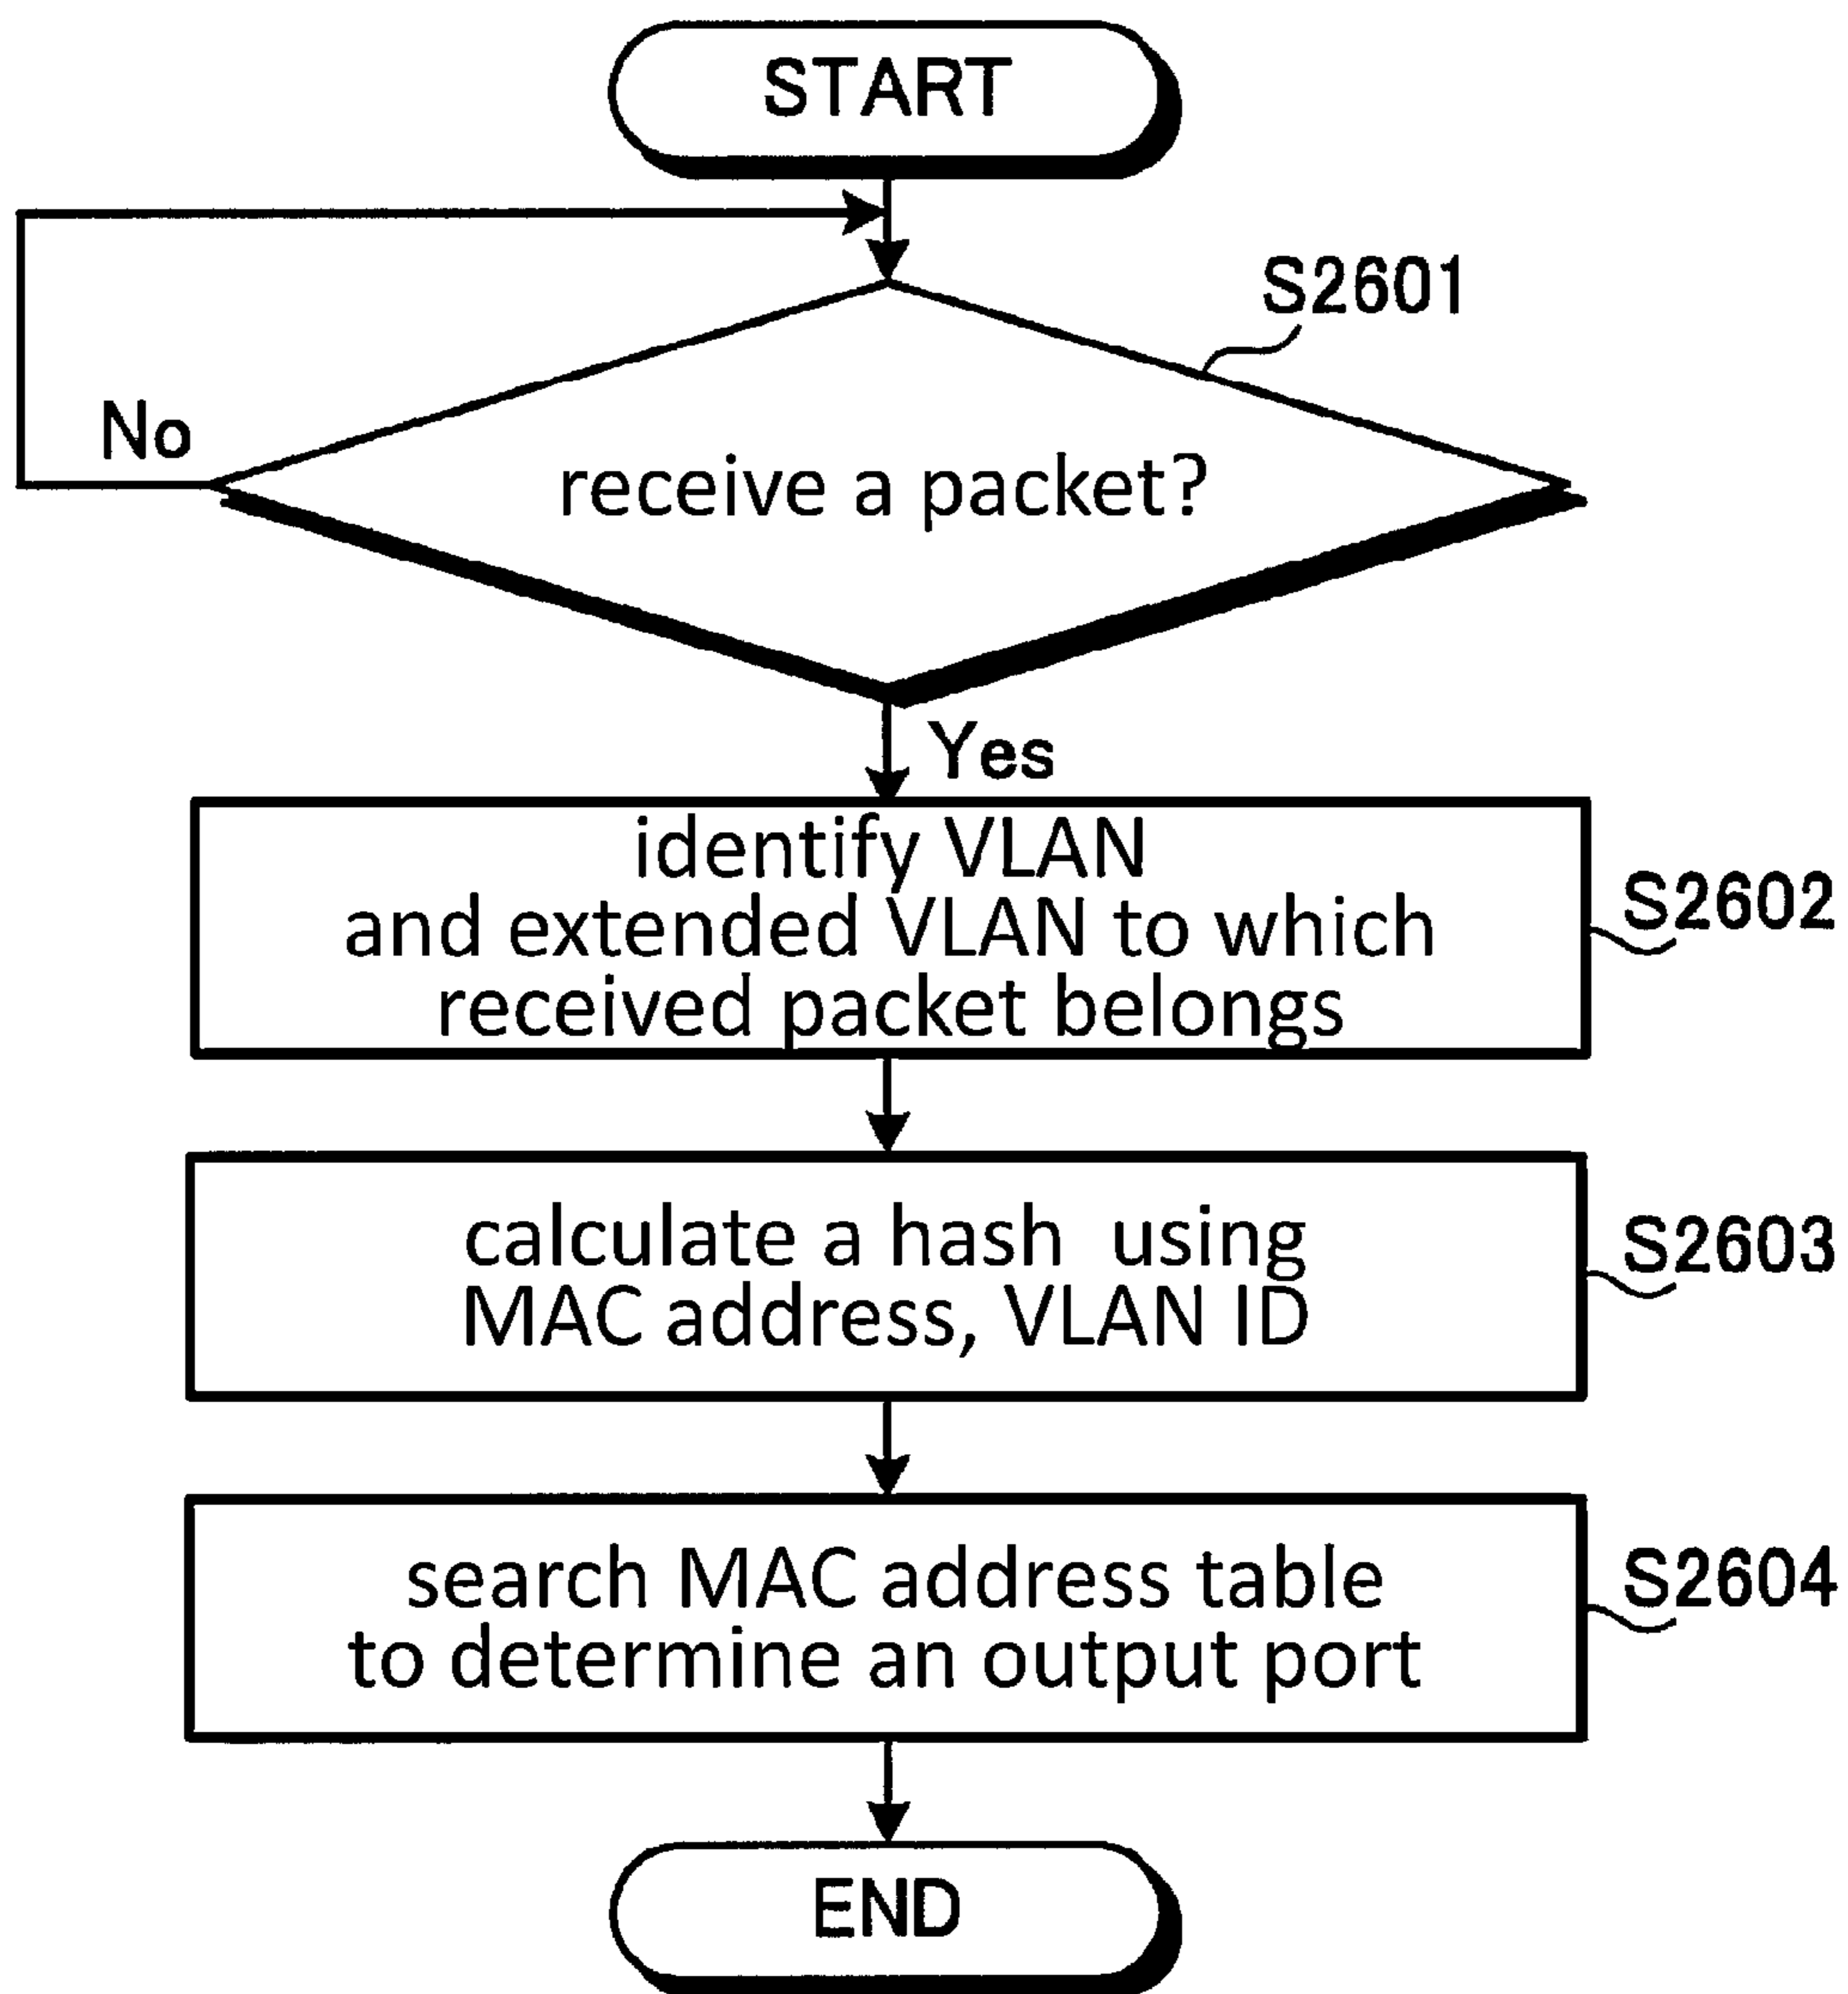 START
S2601
No
receive a packet?
Yes
identify VLAN
and extended VLAN to which
received packet belongs
S2602
calculate a hash using
MAC address, VLAN ID
S2603
search MAC address table
to determine an output port
S2604
END